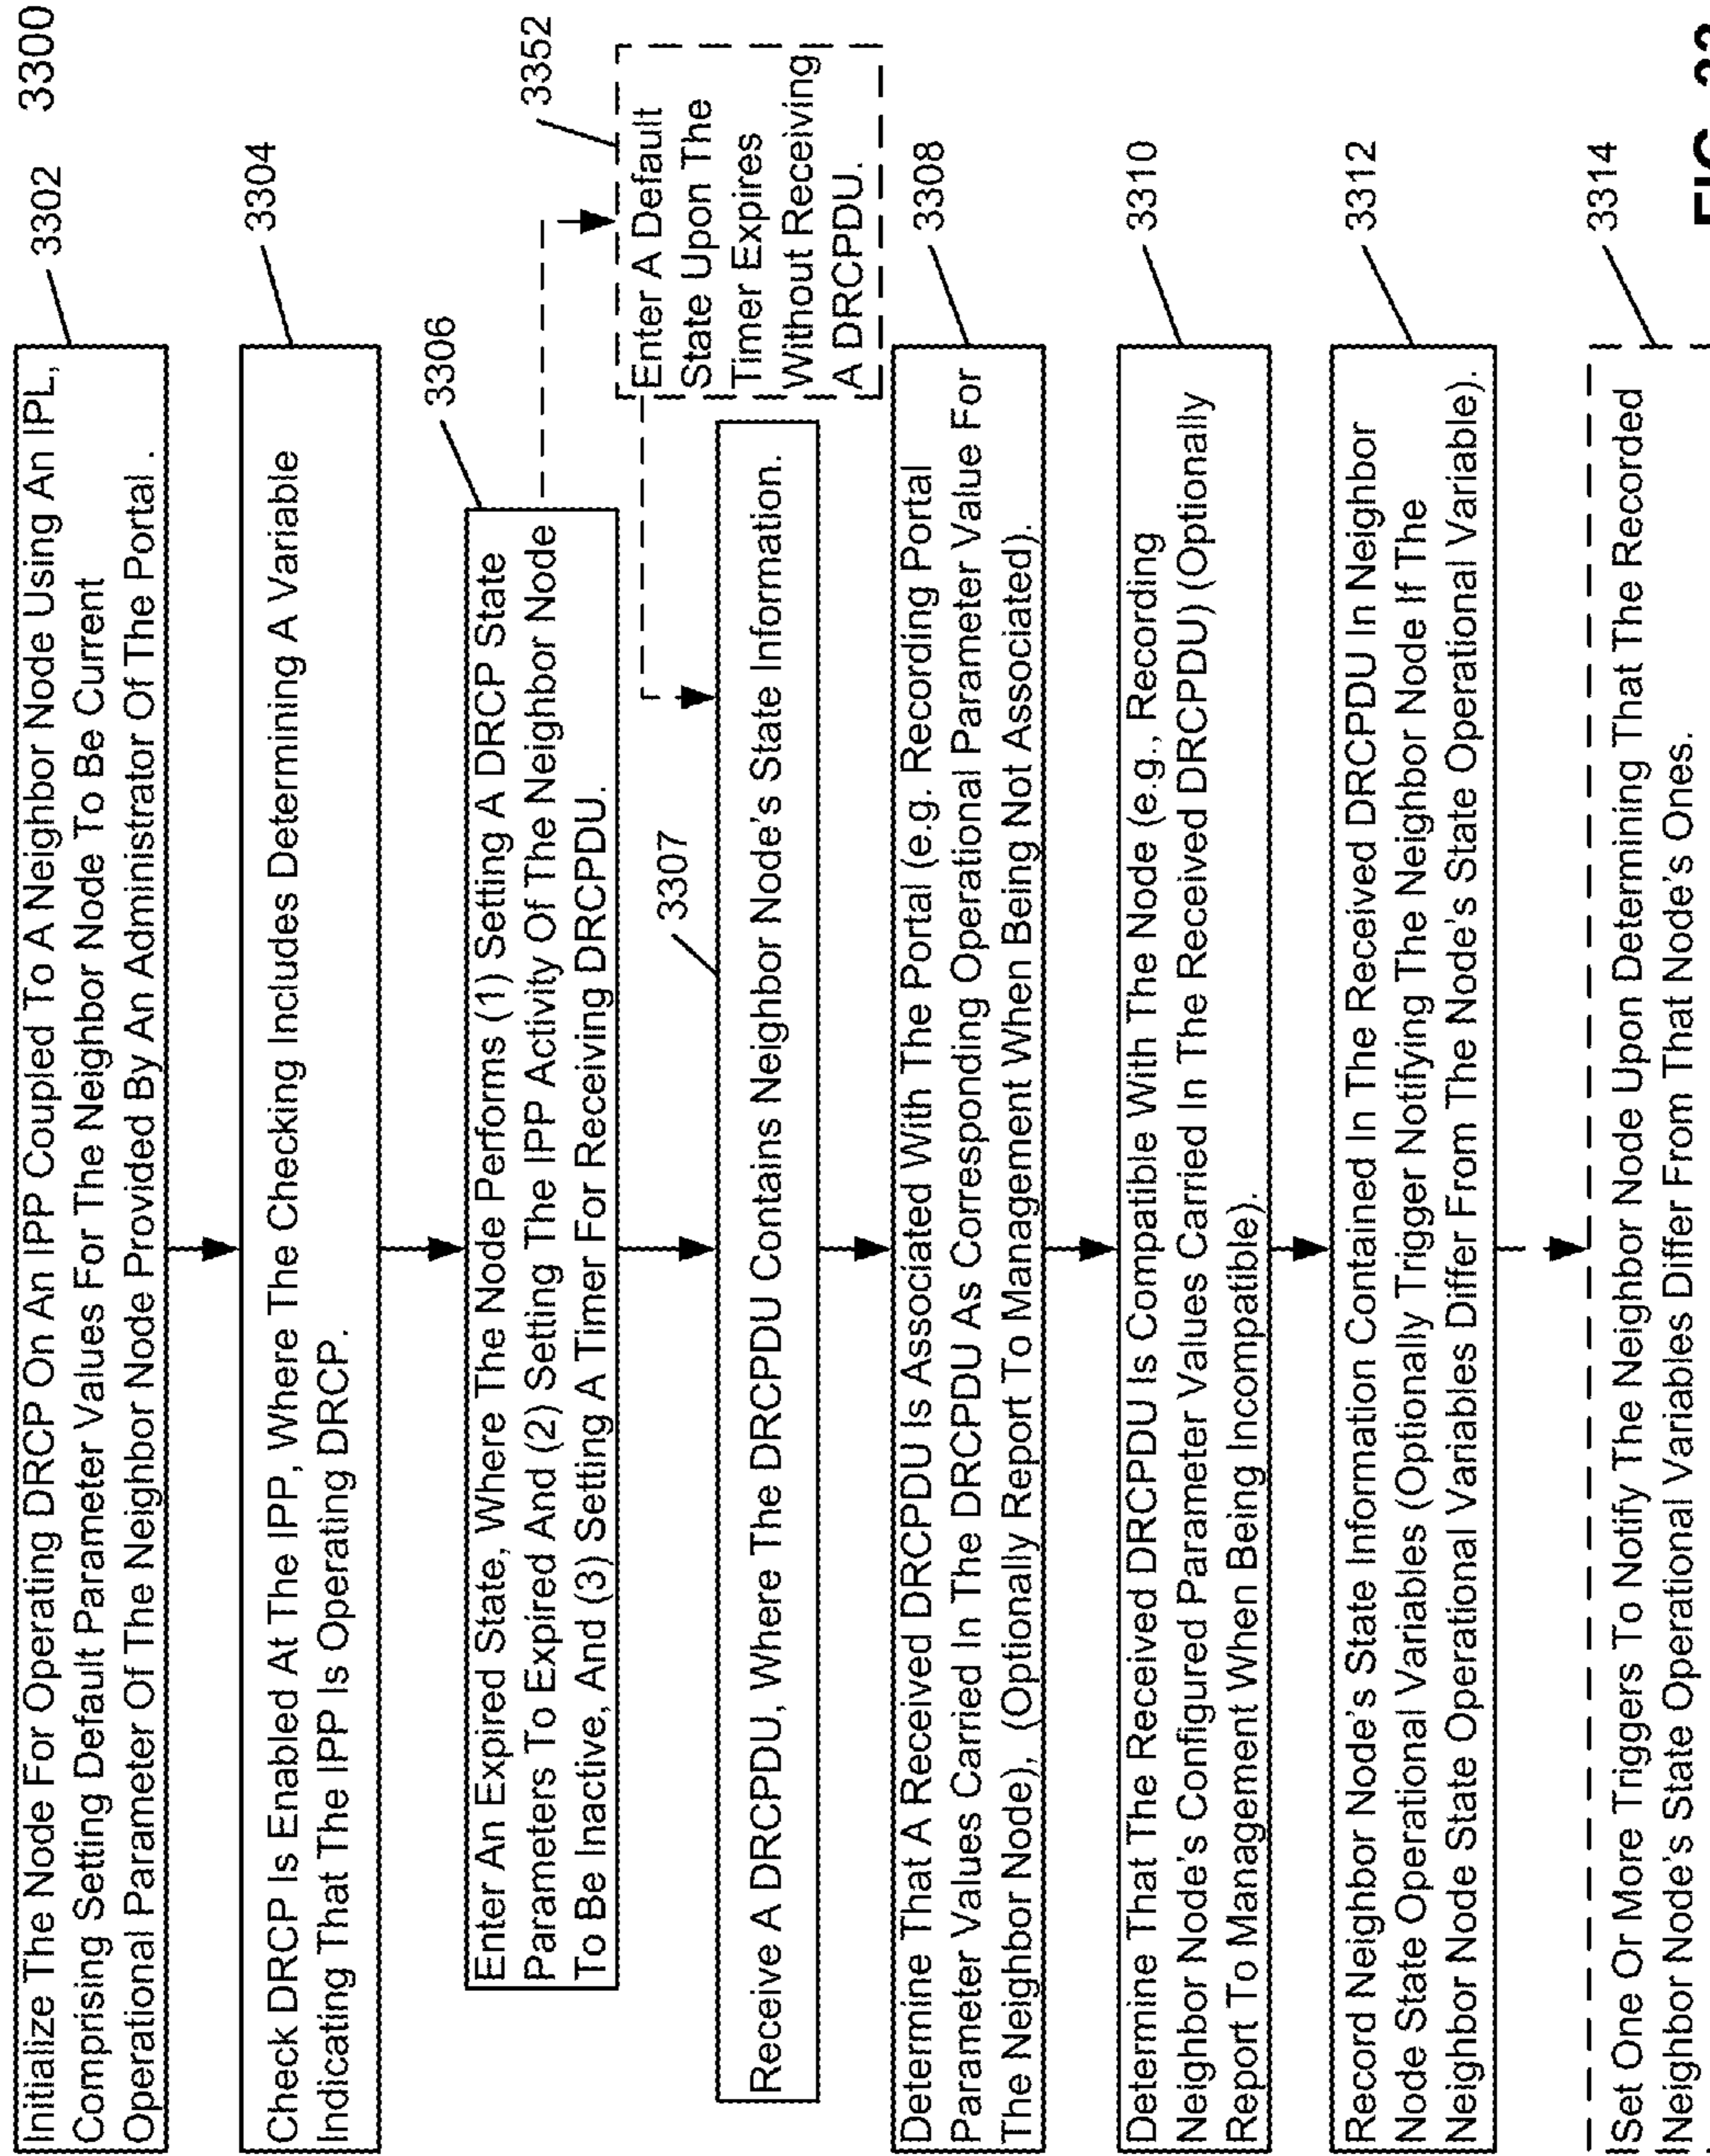 3300
3302
Initialize The Node For Operating DRCP On An IPP Coupled To A Neighbor Node Using An IPL,
Comprising Setting Default Parameter Values For The Neighbor Node To Be Current
Operational Parameter Of The Neighbor Node Provided By An Administrator Of The Portal .
3304
Check DRCP Is Enabled At The IPP, Where The Checking Includes Determining A Variable
Indicating That The IPP Is Operating DRCP.
3306
Enter An Expired State, Where The Node Performs (1) Setting A DRCP State
Parameters To Expired And (2) Setting The IPP Activity Of The Neighbor Node
To Be Inactive, And (3) Setting A Timer For Receiving DRCPDU.
3352
Enter A Default
State Upon The
Timer Expires
Without Receiving
A DRCPDU.
3307
Receive A DRCPDU, Where The DRCPDU Contains Neighbor Node's State Information.
3308
Determine That A Received DRCPDU Is Associated With The Portal (e.g. Recording Portal
Parameter Values Carried In The DRCPDU As Corresponding Operational Parameter Value For
The Neighbor Node), (Optionally Report To Management When Being Not Associated).
3310
Determine That The Received DRCPDU Is Compatible With The Node (e.g., Recording
Neighbor Node's Configured Parameter Values Carried In The Received DRCPDU) (Optionally
Report To Management When Being Incompatible).
3312
Record Neighbor Node's State Information Contained In The Received DRCPDU In Neighbor
Node State Operational Variables (Optionally Trigger Notifying The Neighbor Node If The
Neighbor Node State Operational Variables Differ From The Node's State Operational Variable).
3314
Set One Or More Triggers To Notify The Neighbor Node Upon Determining That The Recorded
Neighbor Node's State Operational Variables Differ From That Node's Ones.
FIG. 33